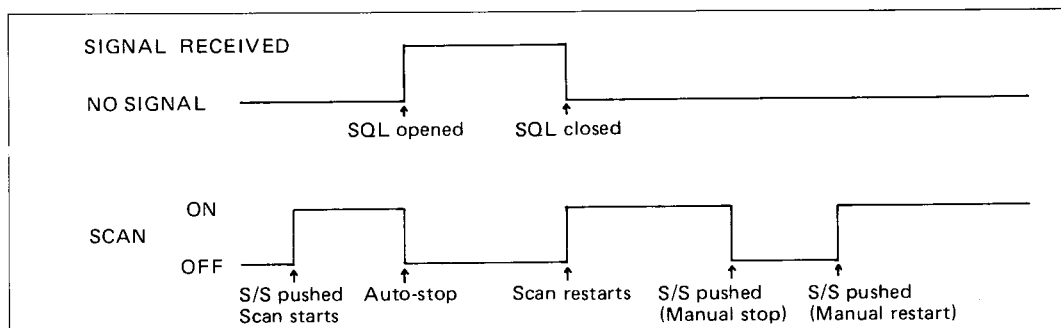 SIGNAL RECEIVED
NO SIGNAL
SQL opened
SQL closed
ON
SCAN
OFF
S/S pushed
Scan starts
Auto-stop
Scan restarts
S/S pushed
(Manual stop)
S/S pushed
(Manual restart)